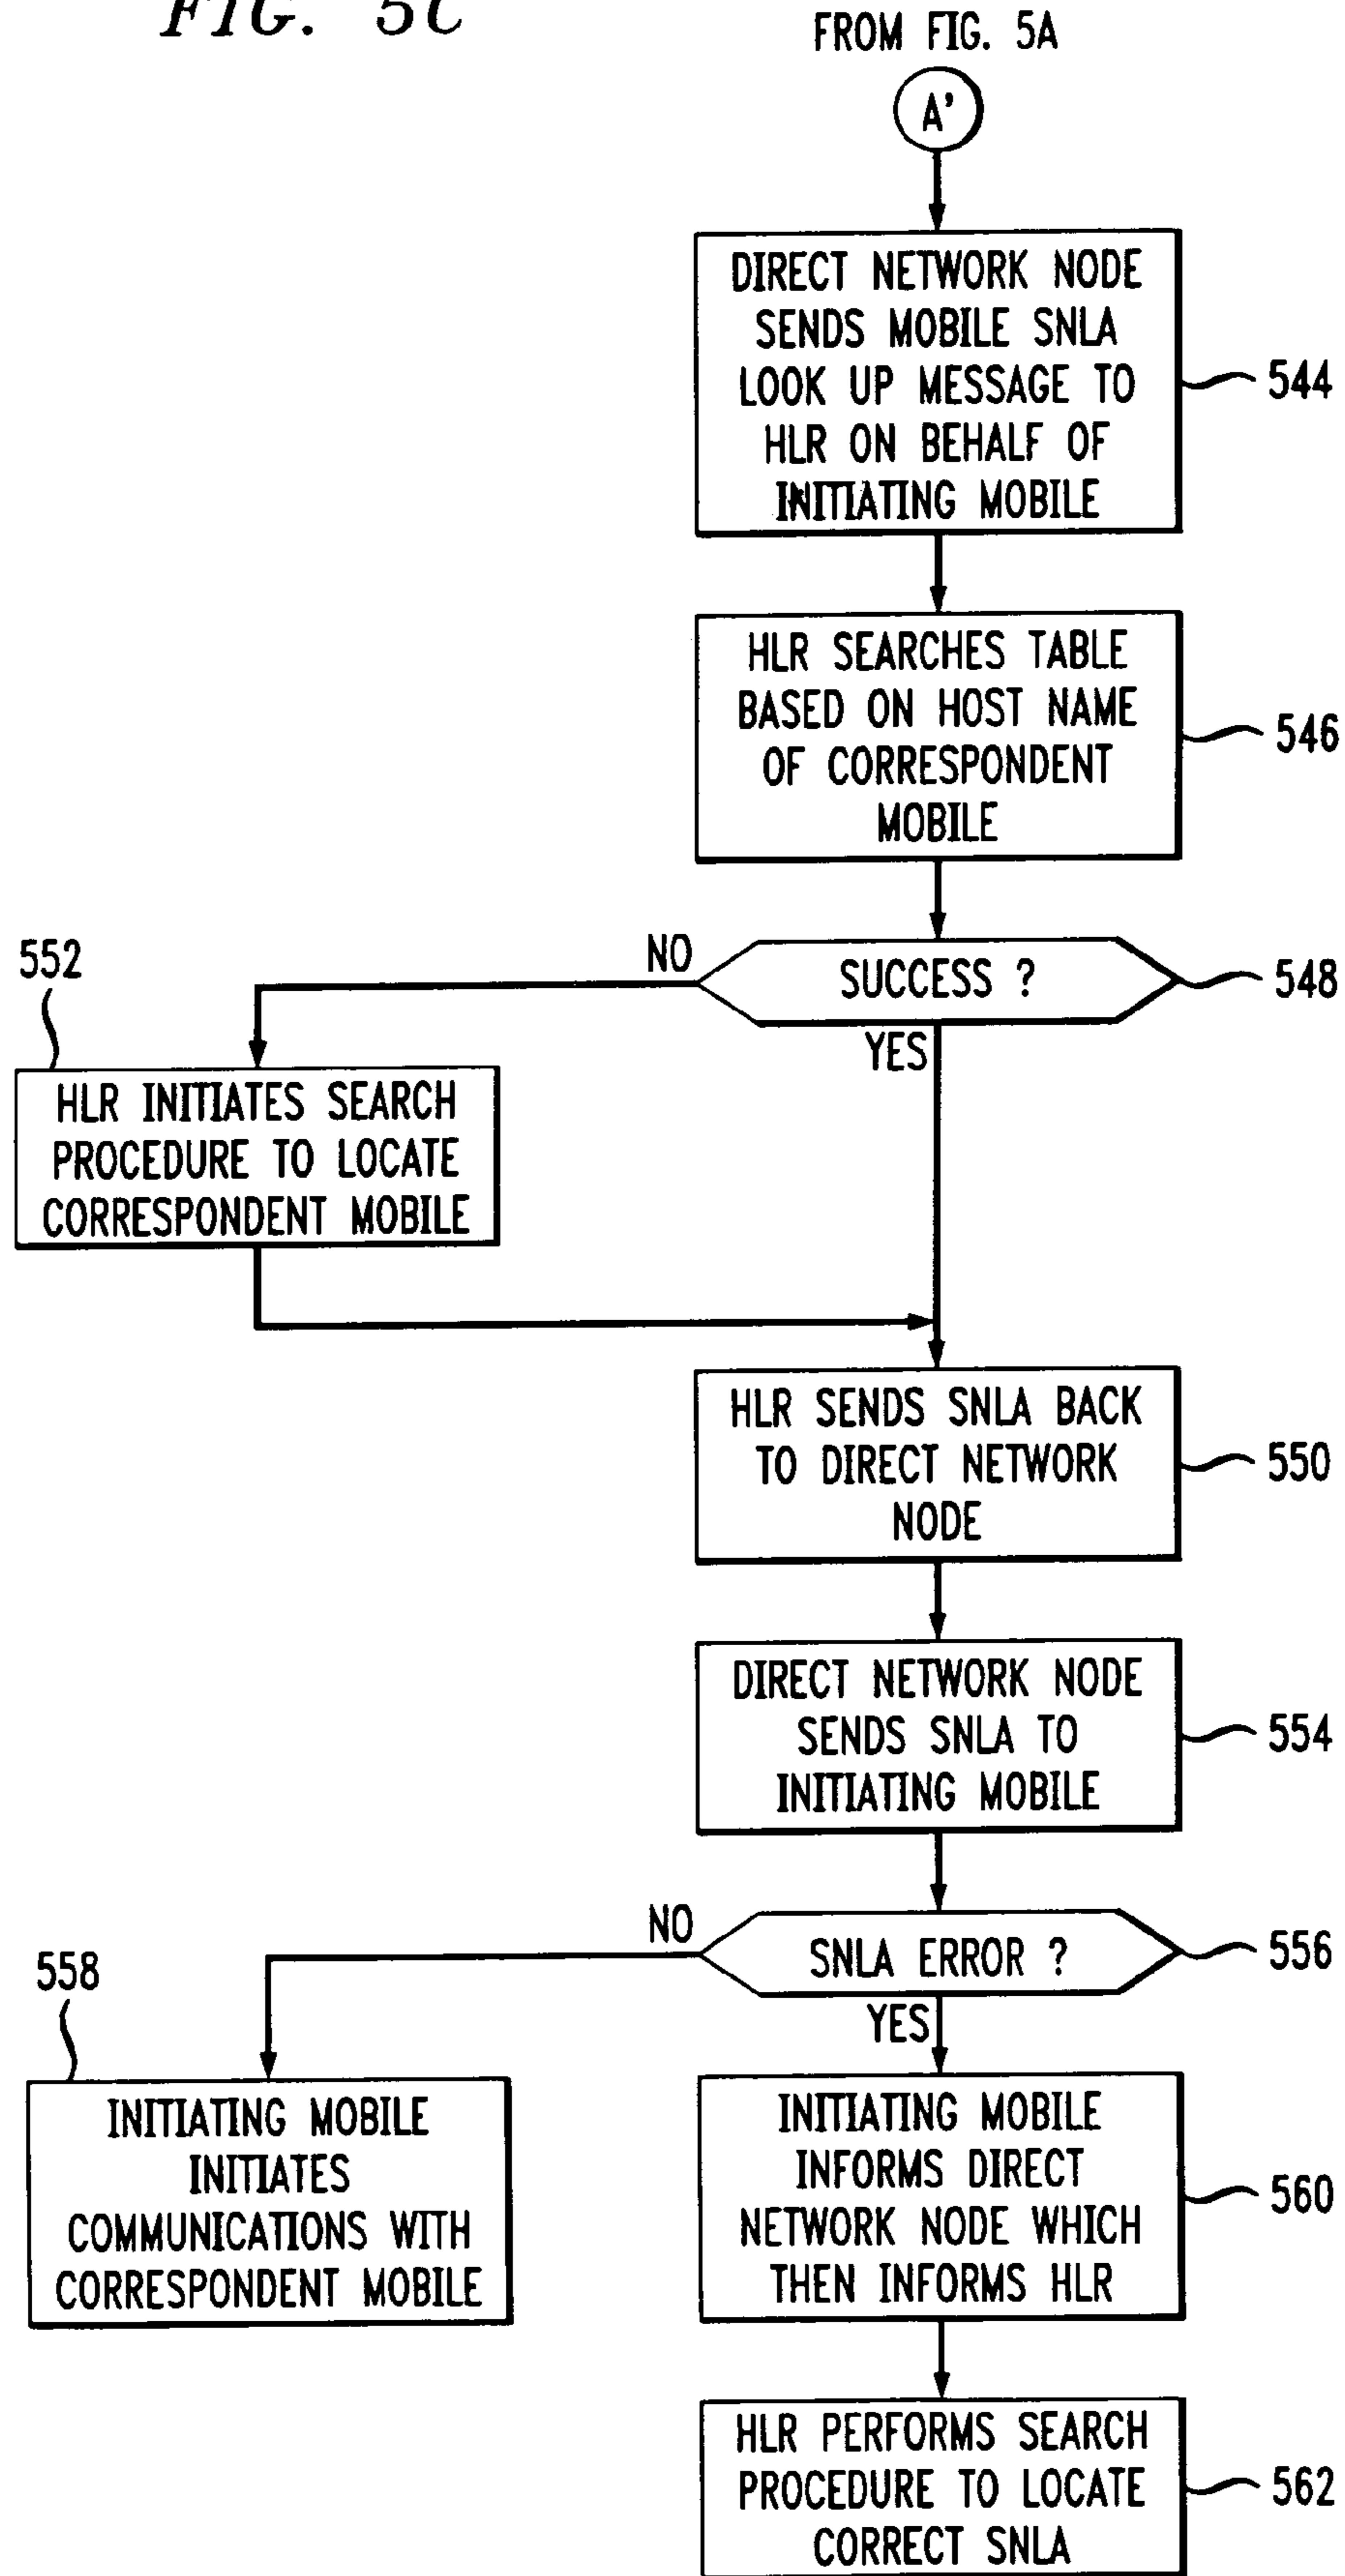 FIG. 5C
FROM FIG. 5A
A'
DIRECT NETWORK NODE
SENDS MOBILE SNLA
LOOK UP MESSAGE TO
HLR ON BEHALF OF
INITIATING MOBILE
544
HLR SEARCHES TABLE
BASED ON HOST NAME
OF CORRESPONDENT
MOBILE
546
SUCCESS ?
548
NO
YES
552
HLR INITIATES SEARCH
PROCEDURE TO LOCATE
CORRESPONDENT MOBILE
HLR SENDS SNLA BACK
TO DIRECT NETWORK
NODE
550
DIRECT NETWORK NODE
SENDS SNLA TO
INITIATING MOBILE
554
SNLA ERROR ?
556
NO
YES
558
INITIATING MOBILE
INITIATES
COMMUNICATIONS WITH
CORRESPONDENT MOBILE
INITIATING MOBILE
INFORMS DIRECT
NETWORK NODE WHICH
THEN INFORMS HLR
560
HLR PERFORMS SEARCH
PROCEDURE TO LOCATE
CORRECT SNLA
562